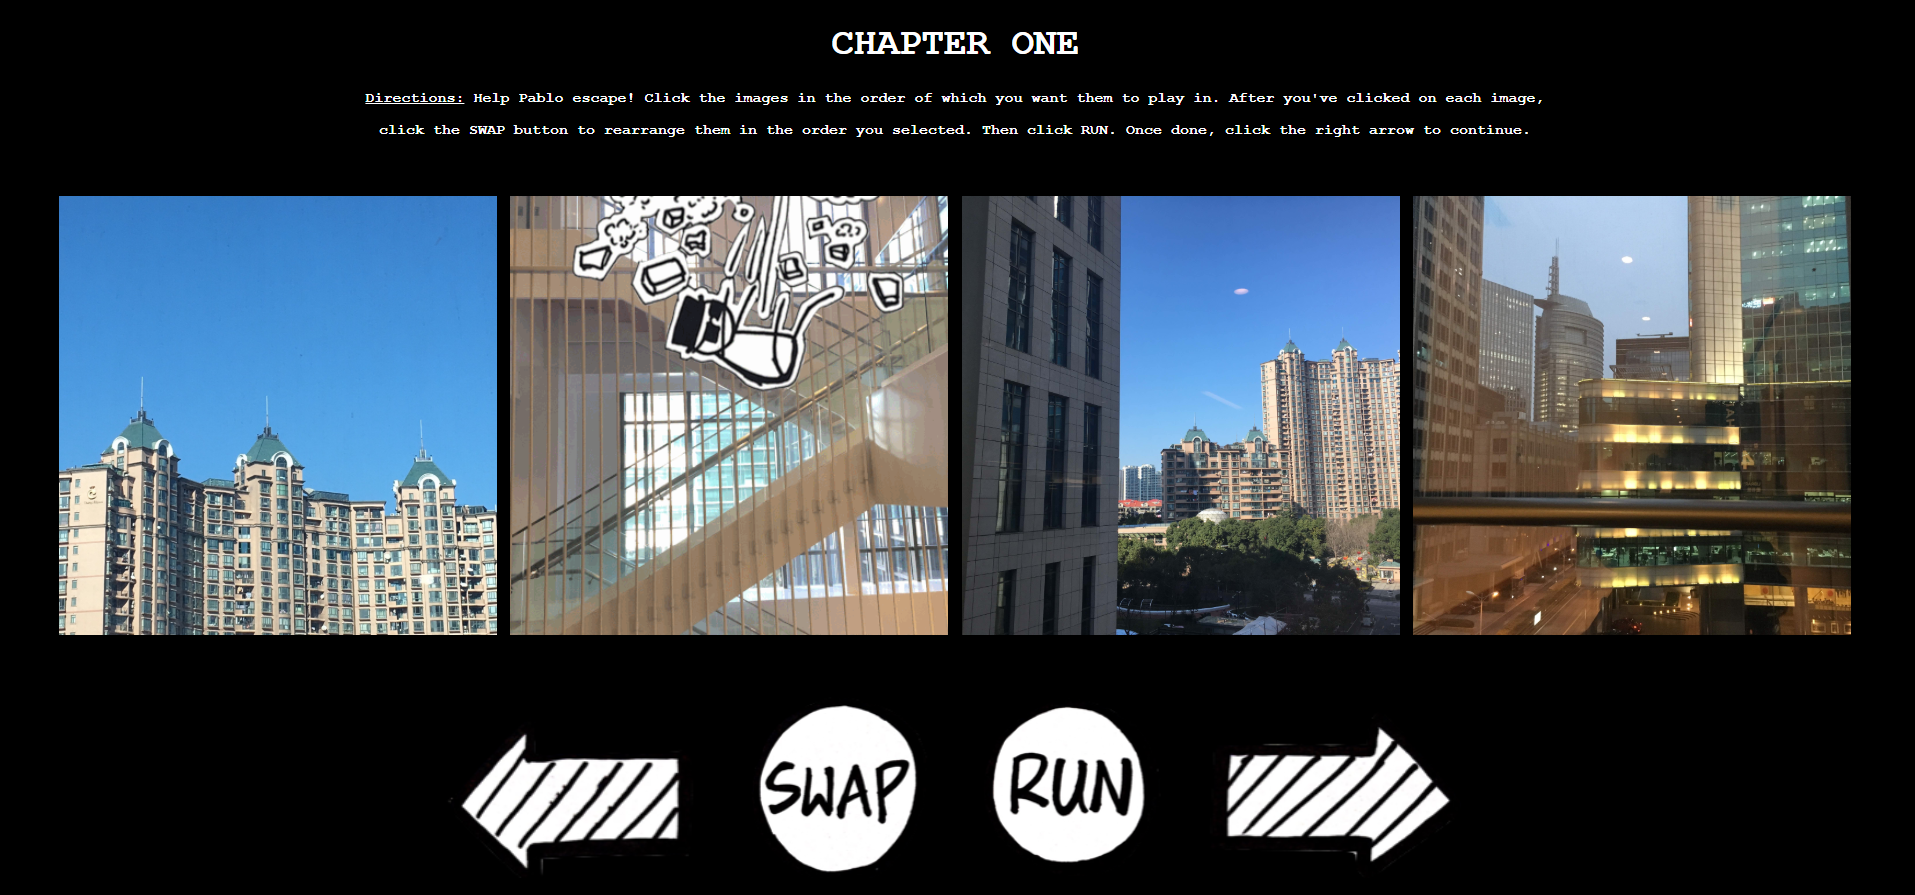 CHAPTER ONE
Directions: Help Pablo escape! Click the images in the order of which you want them to play in. After you've clicked on each image,
click the SWAP button to rearrange them in the order you selected. Then click RUN. Once done, click the right arrow to continue.
SWAP
RUN